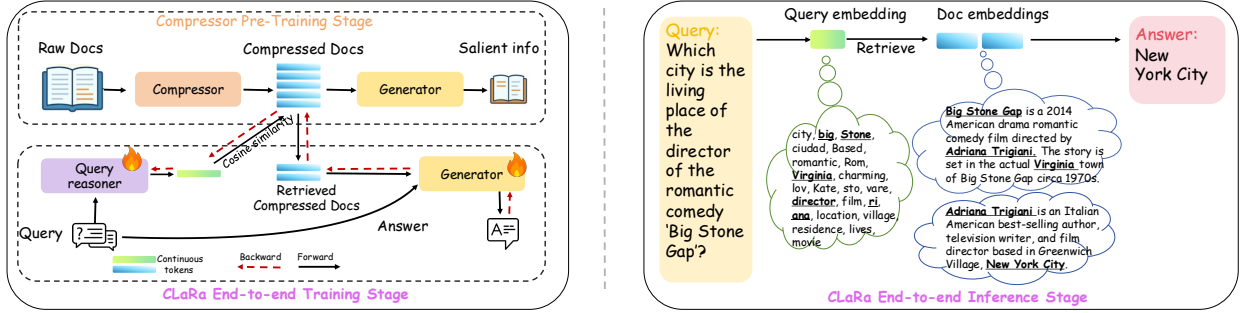 Compressor Pre-Training Stage
Raw Docs
Compressed Docs
Salient info
Compressor
Generator
Cosine similarity
Query
reasoner
Retrieved
Compressed Docs
Generator
Answer
Query
?
A
Continuous
tokens
Backward
Forward
CLaRa End-to-end Training Stage
Query:
Which
city is the
living
place of
the
director
of the
romantic
comedy
‘Big Stone
Gap’?
Query embedding
Retrieve
Doc embeddings
city, big, Stone,
ciudad, Based,
romantic, Rom,
Virginia, charming,
lov, Kate, sto, vare,
director, film, ri
ana, location, village,
residence, lives,
movie
Big Stone Gap is a 2014
American drama romantic
comedy film directed by
Adriana Trigiani. The story is
set in the actual Virginia town
of Big Stone Gap circa 1970s.
Adriana Trigiani is an Italian
American best-selling author,
television writer, and film
director based in Greenwich
Village, New York City.
Answer:
New
York City
CLaRa End-to-end Inference Stage